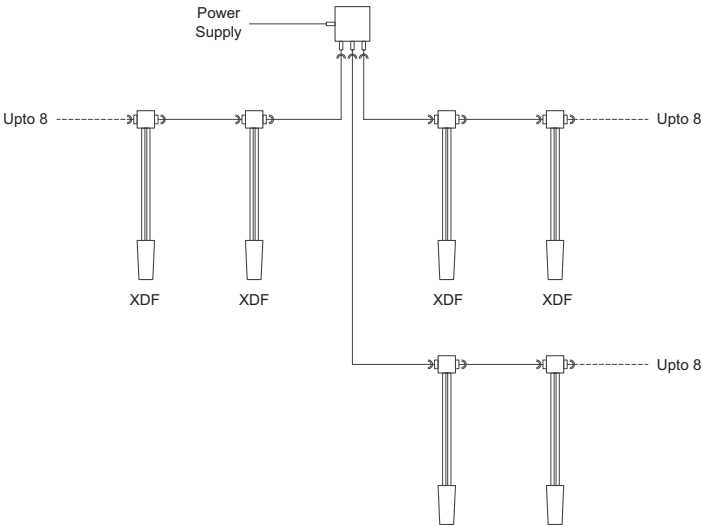 Power
Supply
Upto 8
Upto 8
XDF
XDF
XDF
XDF
Upto 8